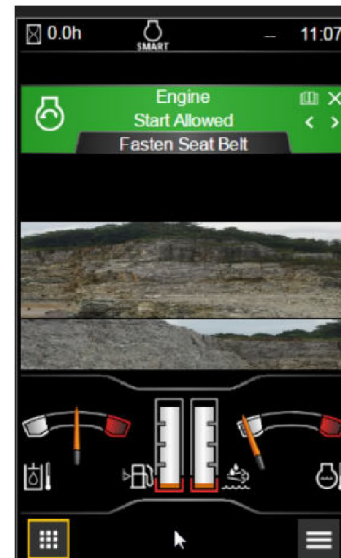 0.0h
SMART
– 11:07
Engine
Start Allowed
Fasten Seat Belt